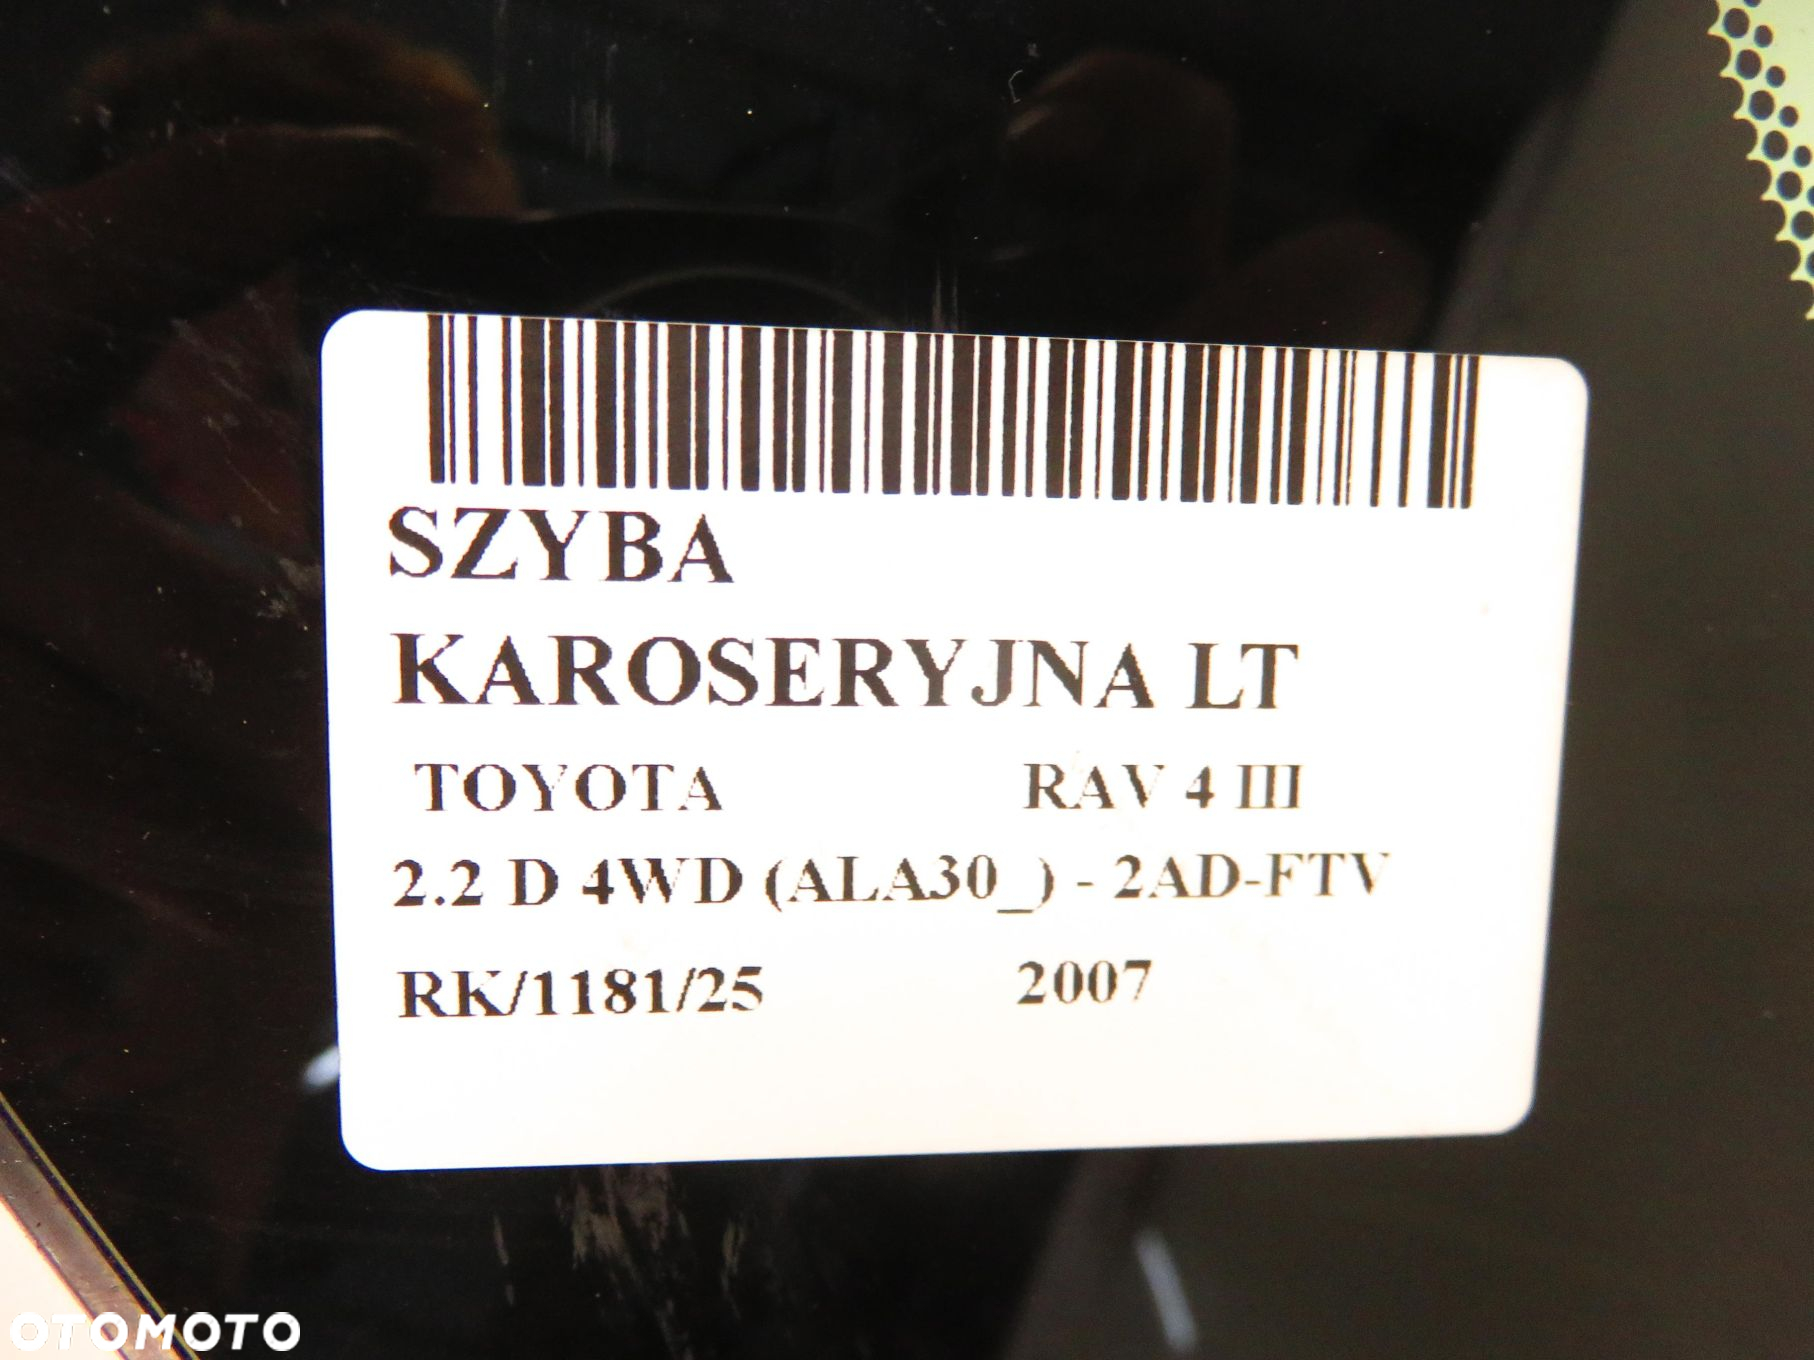 SZYBA
KAROSERYJNA LT
TOYOTA RAV 4 III
2.2 D 4WD (ALA30_) - 2AD-FTV
RK/1181/25 2007
OTOMOTO